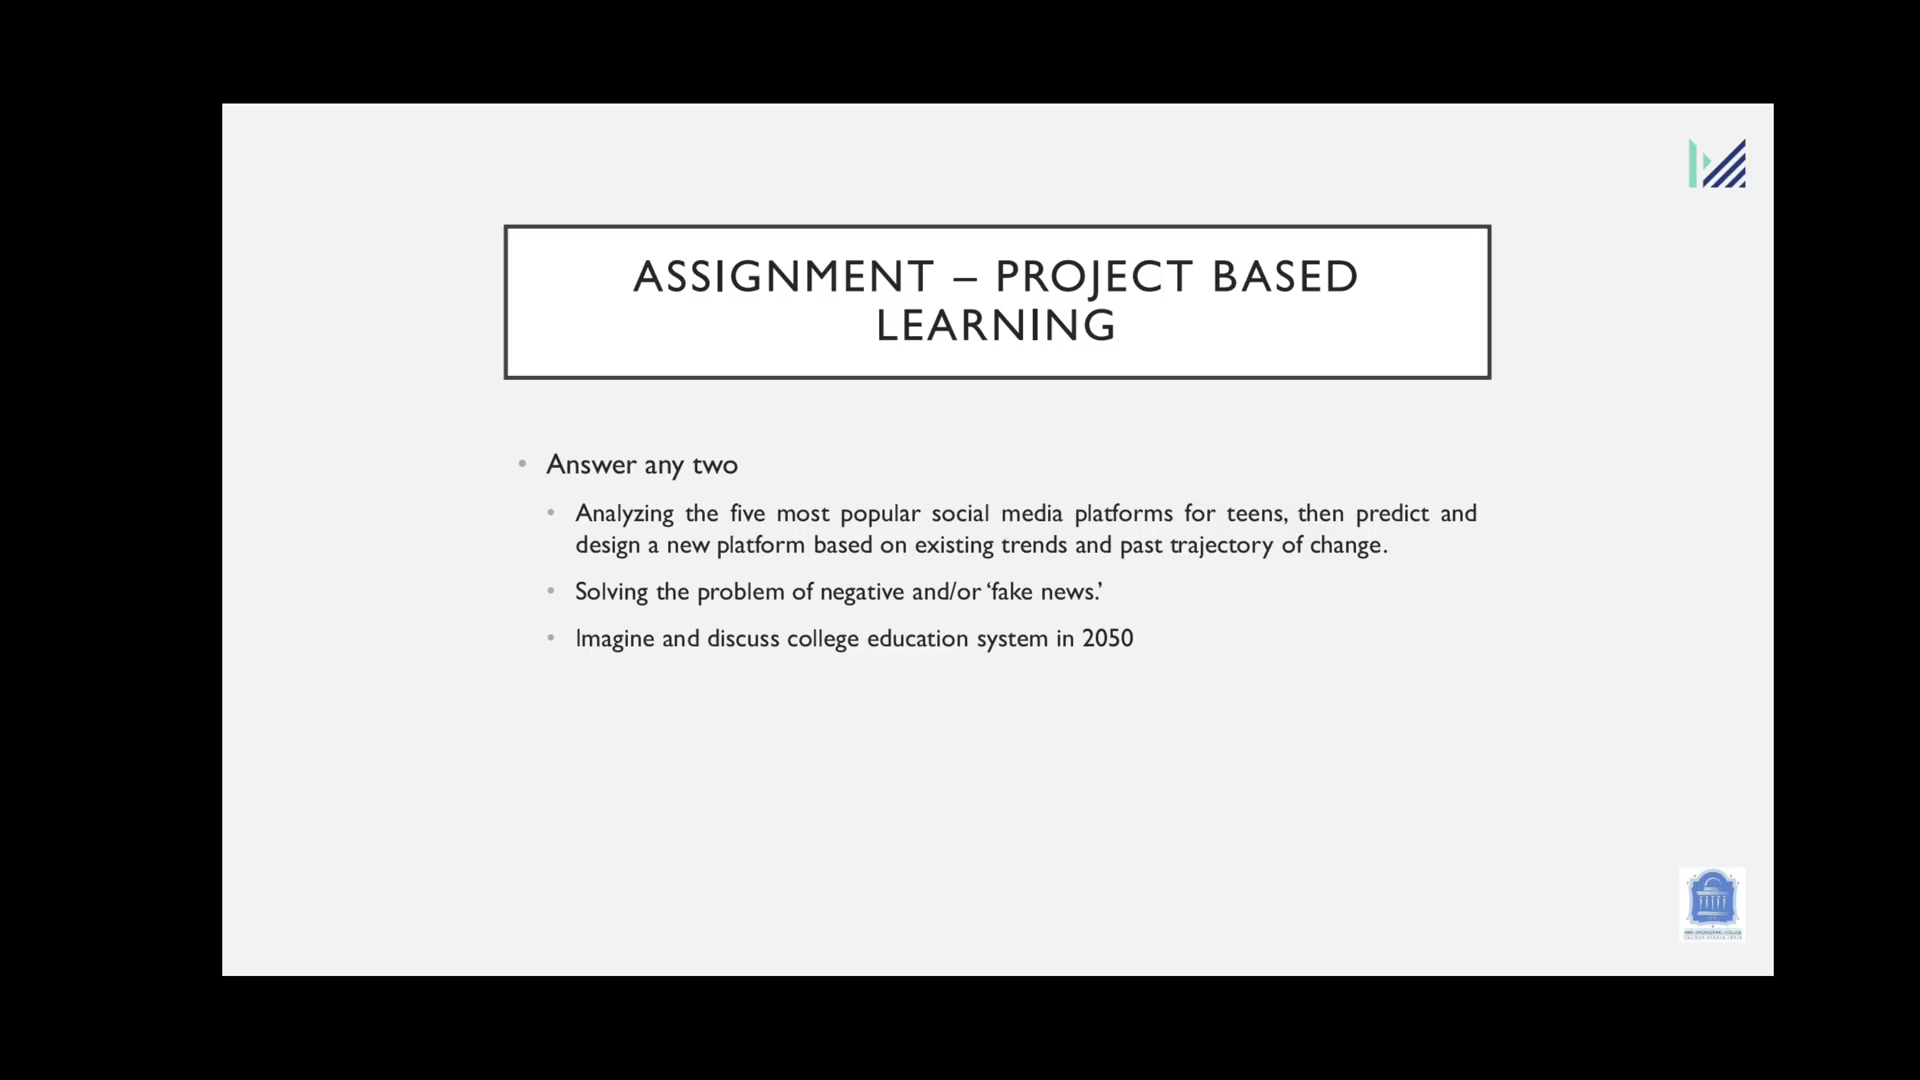 ASSIGNMENT – PROJECT BASED
LEARNING
• Answer any two
• Analyzing the five most popular social media platforms for teens, then predict and
design a new platform based on existing trends and past trajectory of change.
• Solving the problem of negative and/or ‘fake news.’
• Imagine and discuss college education system in 2050